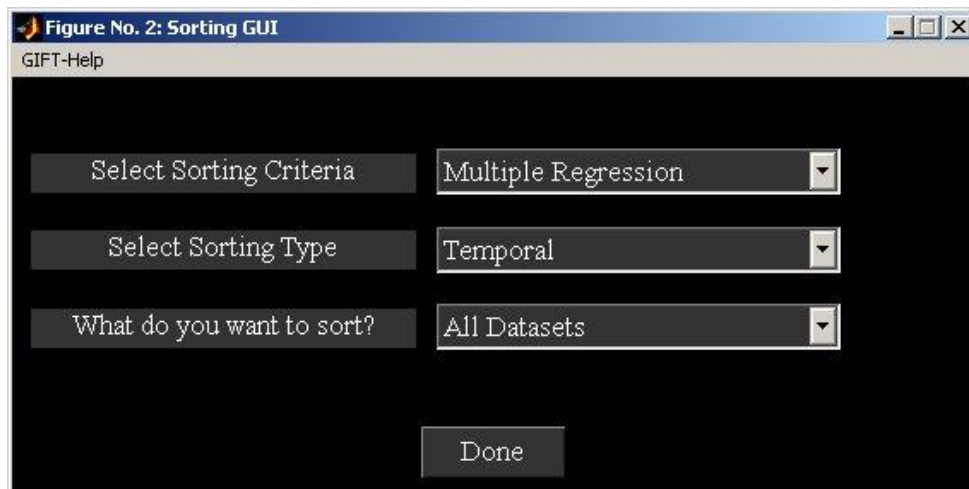 Figure No. 2: Sorting GUI
GIFT-Help
Select Sorting Criteria
Multiple Regression
Select Sorting Type
Temporal
What do you want to sort?
All Datasets
Done